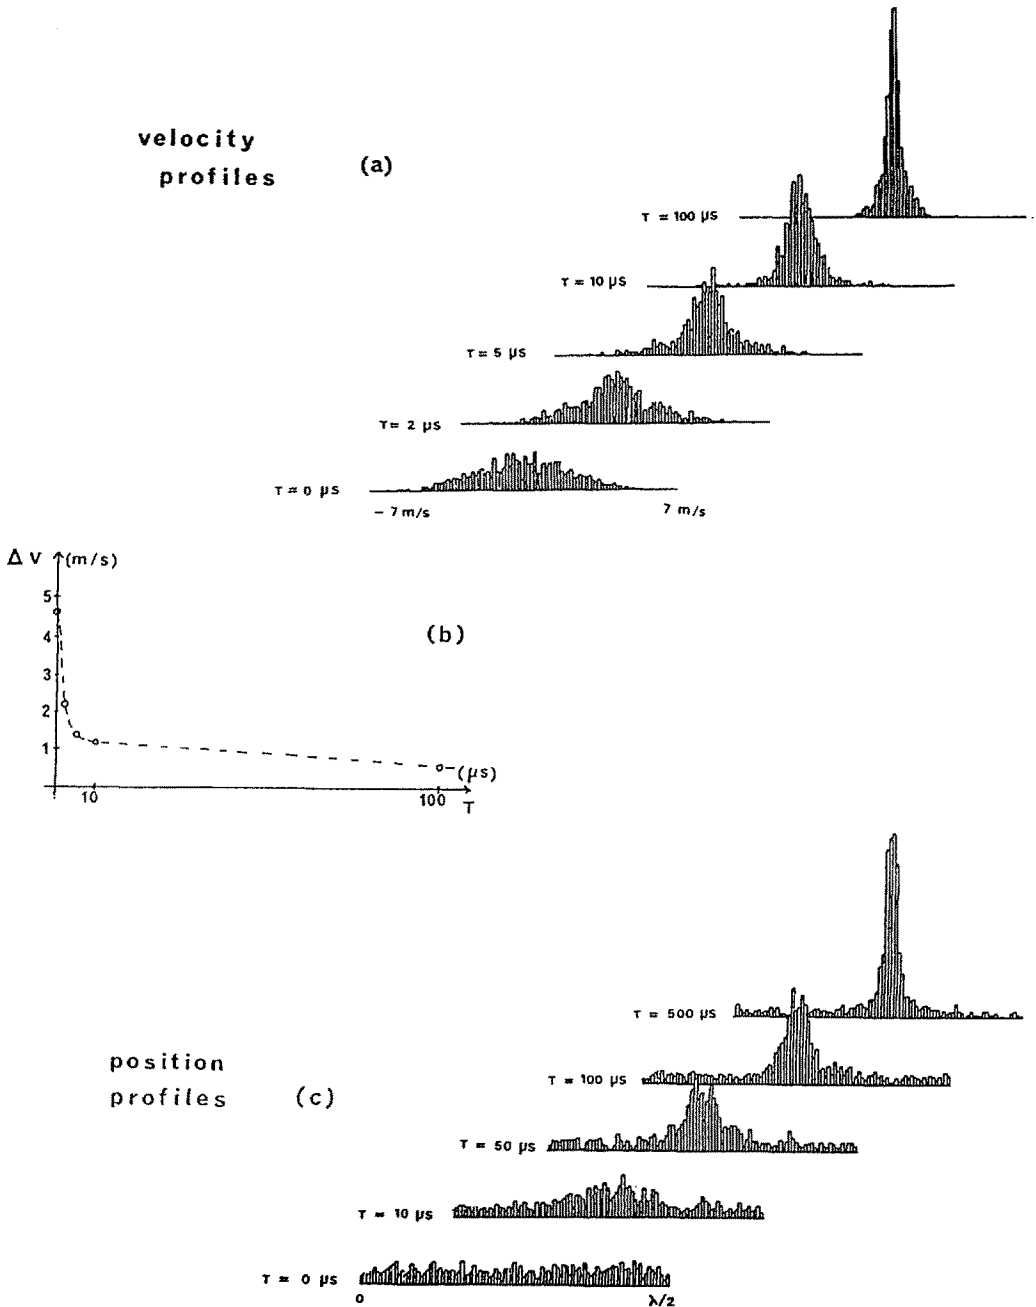 velocity
profiles
(a)
T = 100 µs
T = 10 µs
T = 5 µs
T = 2 µs
T = 0 µs
- 7 m/s
7 m/s
Δ V (m/s)
5
4
3
2
1
(b)
(µs)
10
100
T
position
profiles
(c)
T = 500 µs
T = 100 µs
T = 50 µs
T = 10 µs
T = 0 µs
0
λ/2